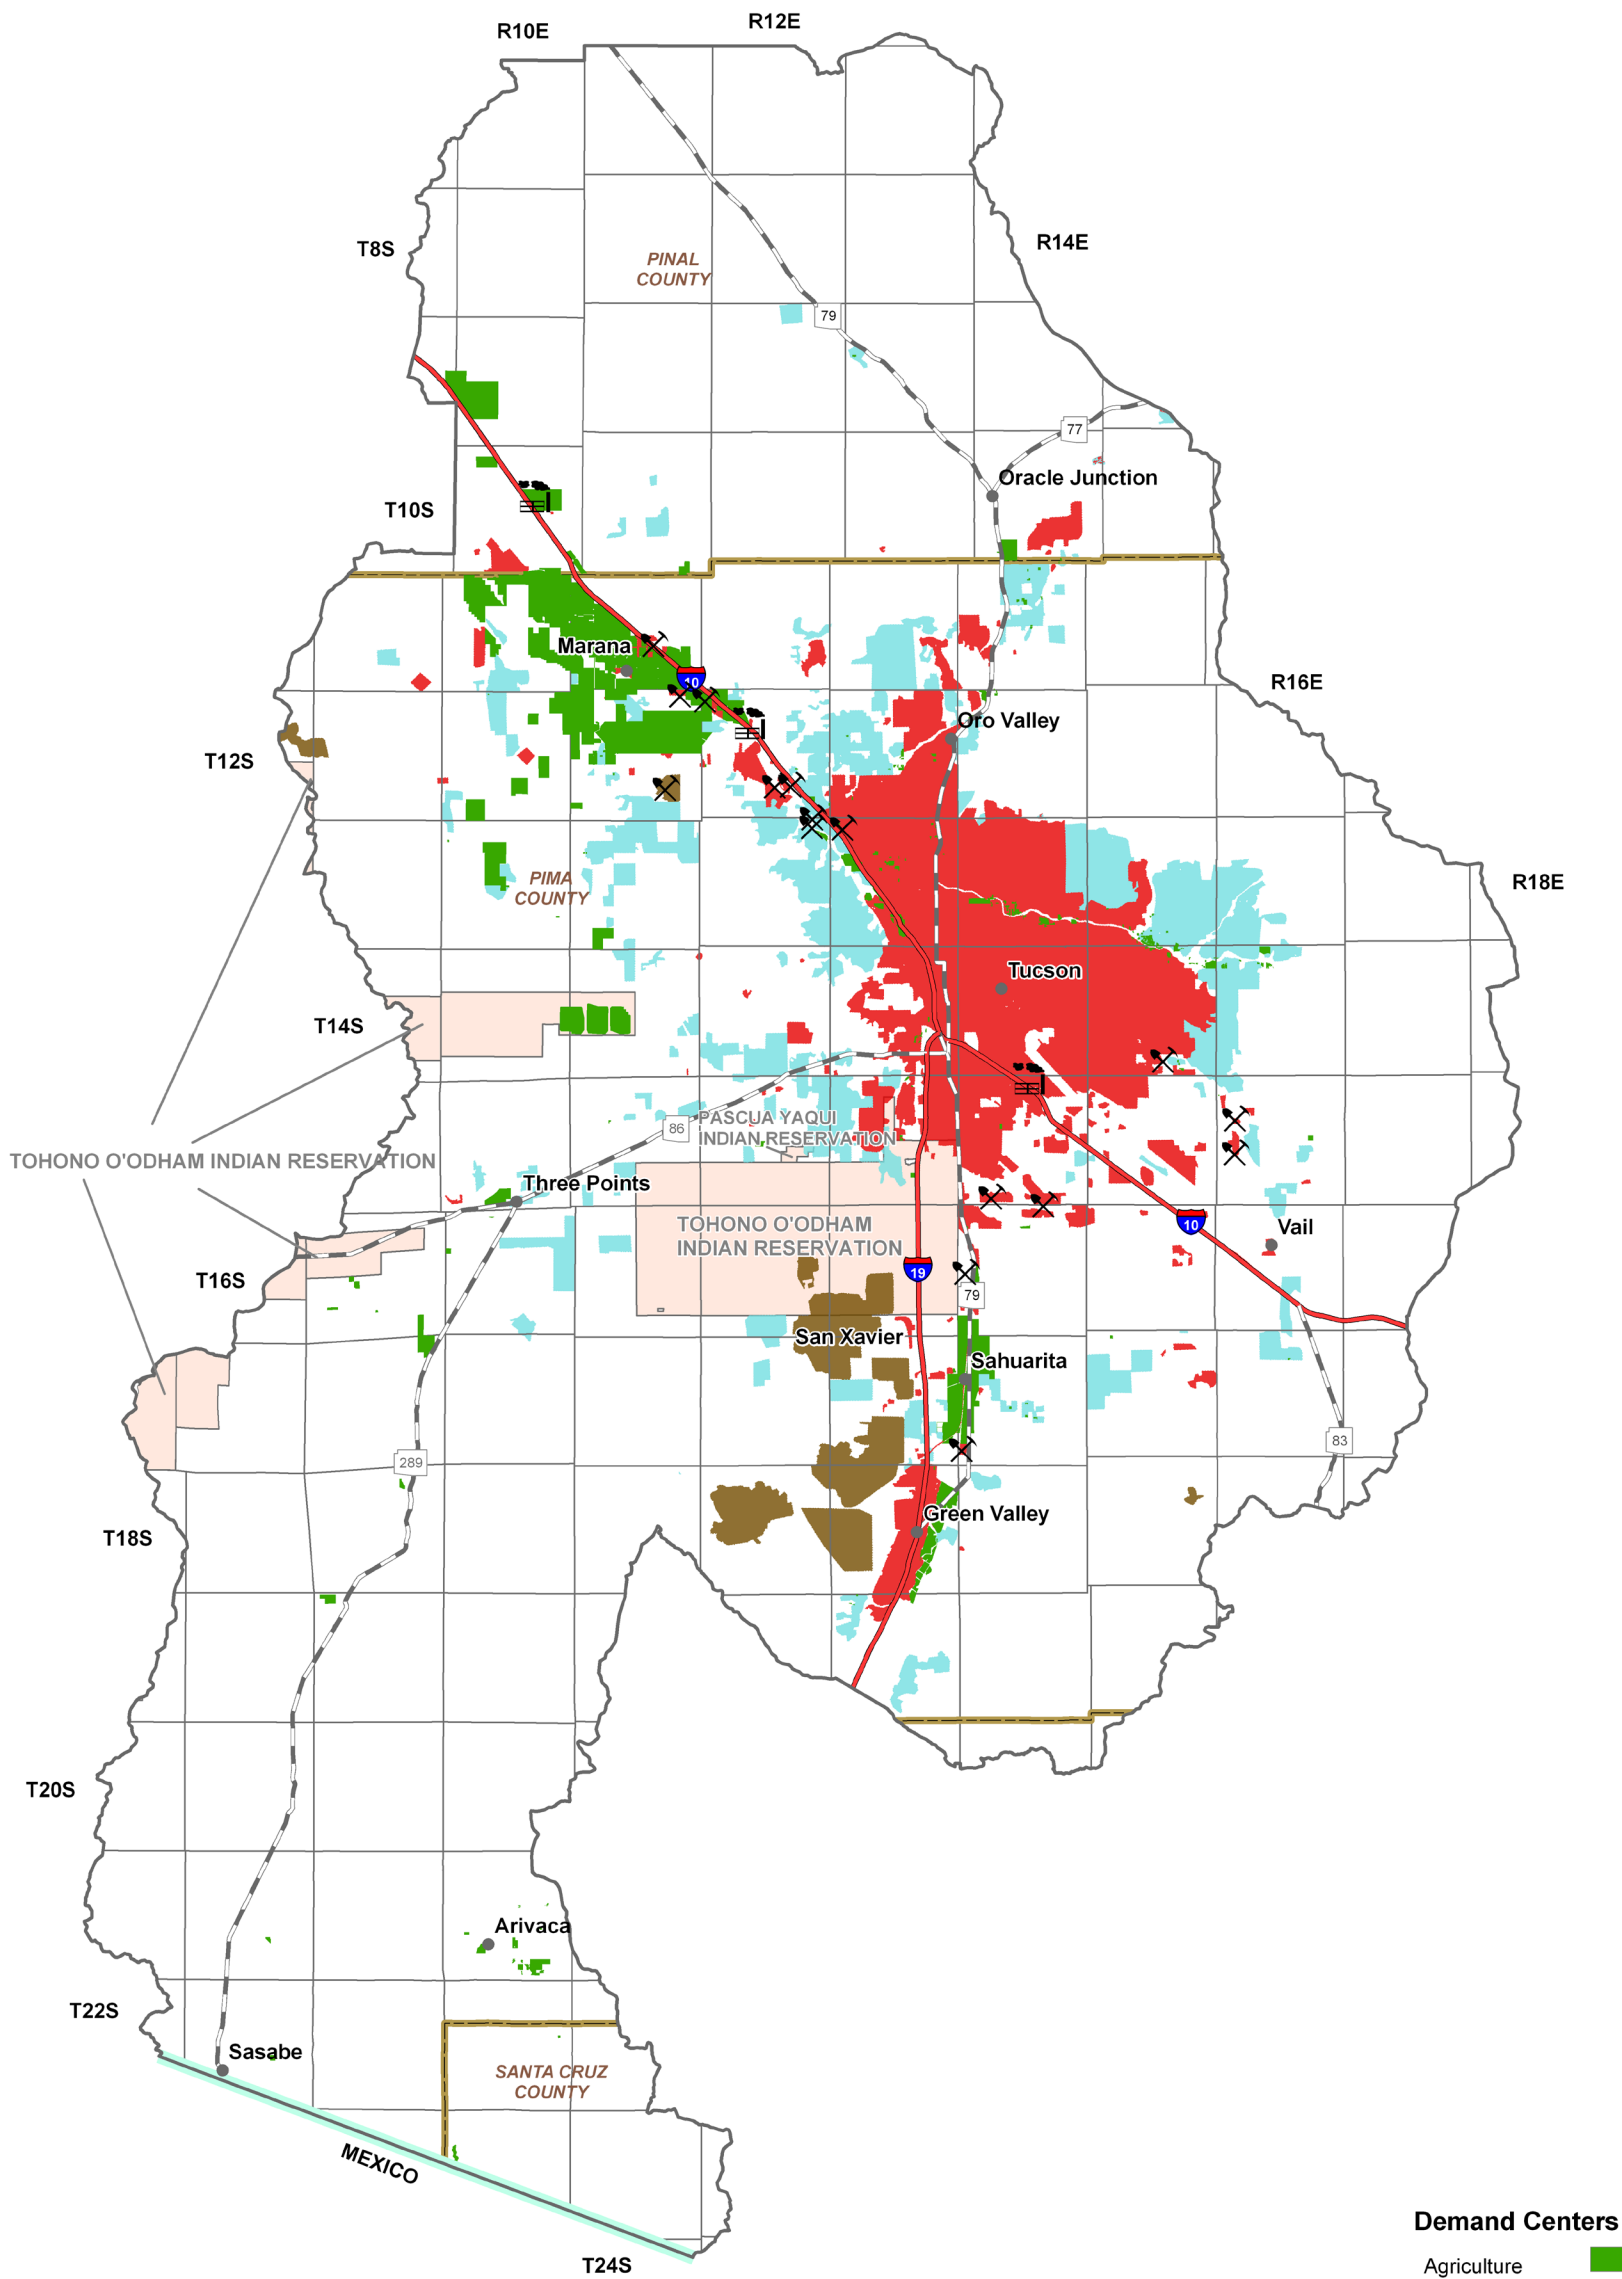 R12E
R10E
R14E
T8S
PINAL
COUNTY
79
77
Oracle Junction
T10S
Marana
10
R16E
Oro Valley
T12S
PIMA
COUNTY
R18E
Tucson
T14S
PASCUA YAQUI
INDIAN RESERVATION
86
TOHONO O'ODHAM INDIAN RESERVATION
Three Points
TOHONO O'ODHAM
INDIAN RESERVATION
10
Vail
19
T16S
79
San Xavier
Sahuarita
83
289
Green Valley
T18S
T20S
Arivaca
T22S
Sasabe
SANTA CRUZ
COUNTY
MEXICO
Demand Centers
T24S
Agriculture